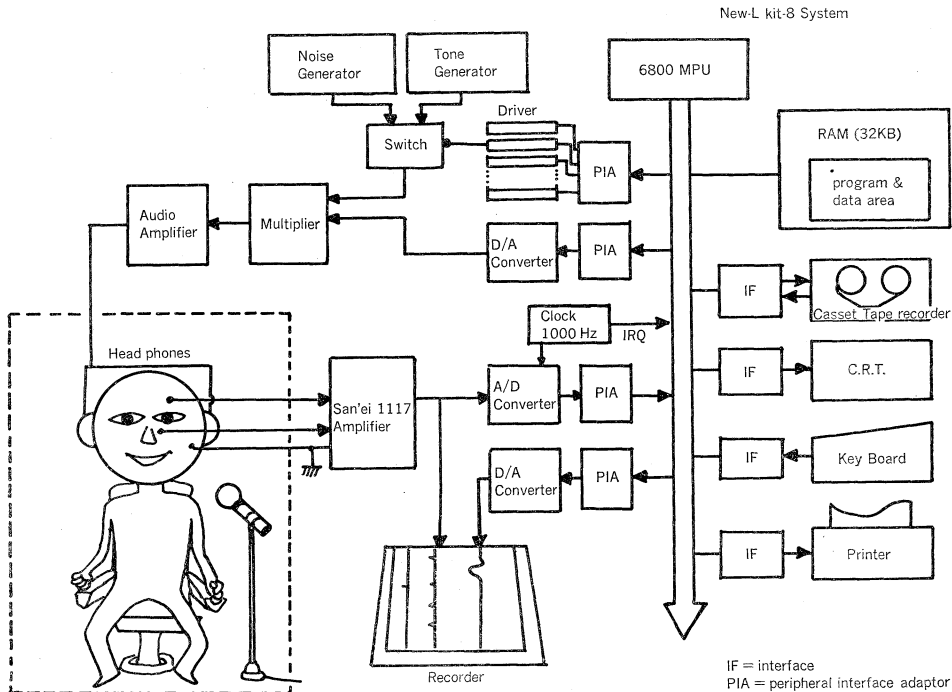 New-L kit-8 System
Noise
Generator
Tone
Generator
6800 MPU
Driver
Switch
PIA
RAM (32KB)
program &
data area
Audio
Amplifier
Multiplier
D/A
Converter
PIA
IF
Casset Tape recorder
Clock
1000 Hz
IRQ
Head phones
San'ei 1117
Amplifier
A/D
Converter
PIA
IF
C.R.T.
D/A
Converter
PIA
IF
Key Board
IF
Printer
Recorder
IF = interface
PIA = peripheral interface adaptor